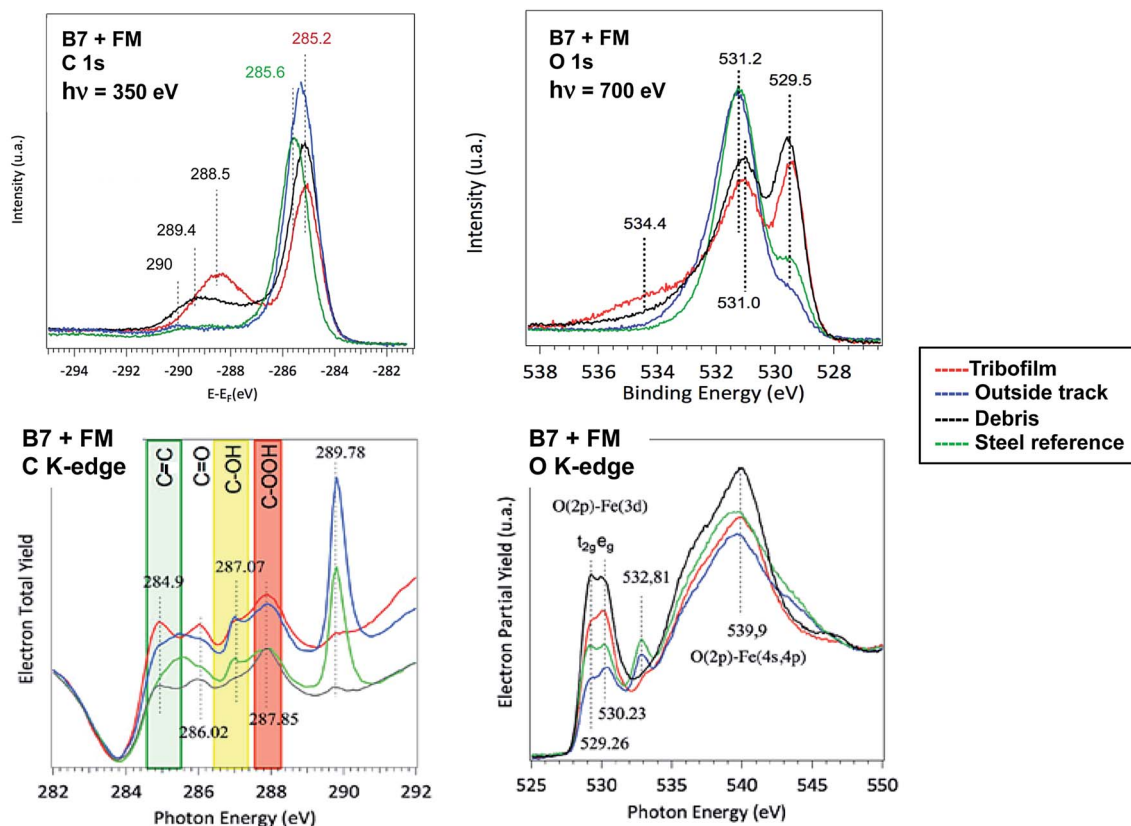 B7 + FM
C 1s
hν = 350 eV
285.2
285.6
288.5
289.4
290
Intensity (u.a.)
-294 -292 -290 -288 -286 -284 -282
E-EF(eV)
B7 + FM
O 1s
hν = 700 eV
531.2
529.5
534.4
531.0
Intensity (u.a.)
538 536 534 532 530 528
Binding Energy (eV)
Tribofilm
Outside track
Debris
Steel reference
B7 + FM
C K-edge
C=C
C=O
C-OH
C-OOH
289.78
284.9
287.07
286.02
287.85
Electron Total Yield
282 284 286 288 290 292
Photon Energy (eV)
B7 + FM
O K-edge
O(2p)-Fe(3d)
t2g eg
532,81
539,9
O(2p)-Fe(4s,4p)
530.23
529.26
Electron Partial Yield (u.a.)
525 530 535 540 545 550
Photon Energy (eV)